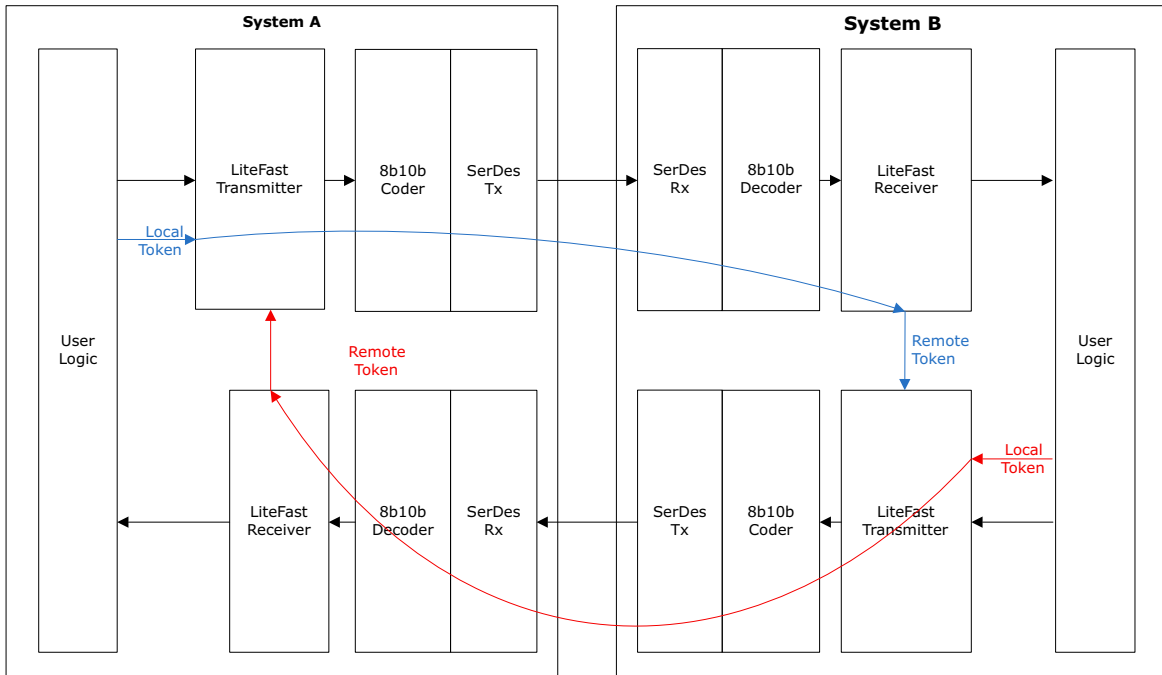 System A
System B
LiteFast
Transmitter
8b10b
Coder
SerDes
Tx
SerDes
Rx
8b10b
Decoder
LiteFast
Receiver
Local
Token
User
Logic
Remote
Token
Remote
Token
User
Logic
Local
Token
LiteFast
Receiver
8b10b
Decoder
SerDes
Rx
SerDes
Tx
8b10b
Coder
LiteFast
Transmitter